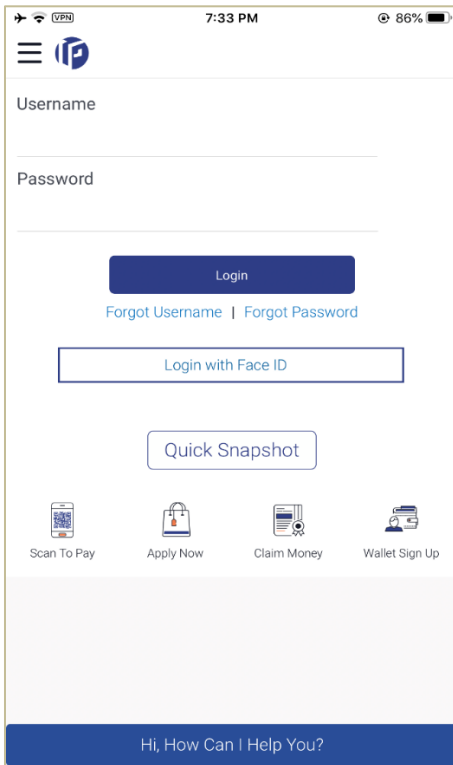 VPN 7:33 PM 86%
Username
Password
Login
Forgot Username | Forgot Password
Login with Face ID
Quick Snapshot
Scan To Pay Apply Now Claim Money Wallet Sign Up
Hi, How Can I Help You?